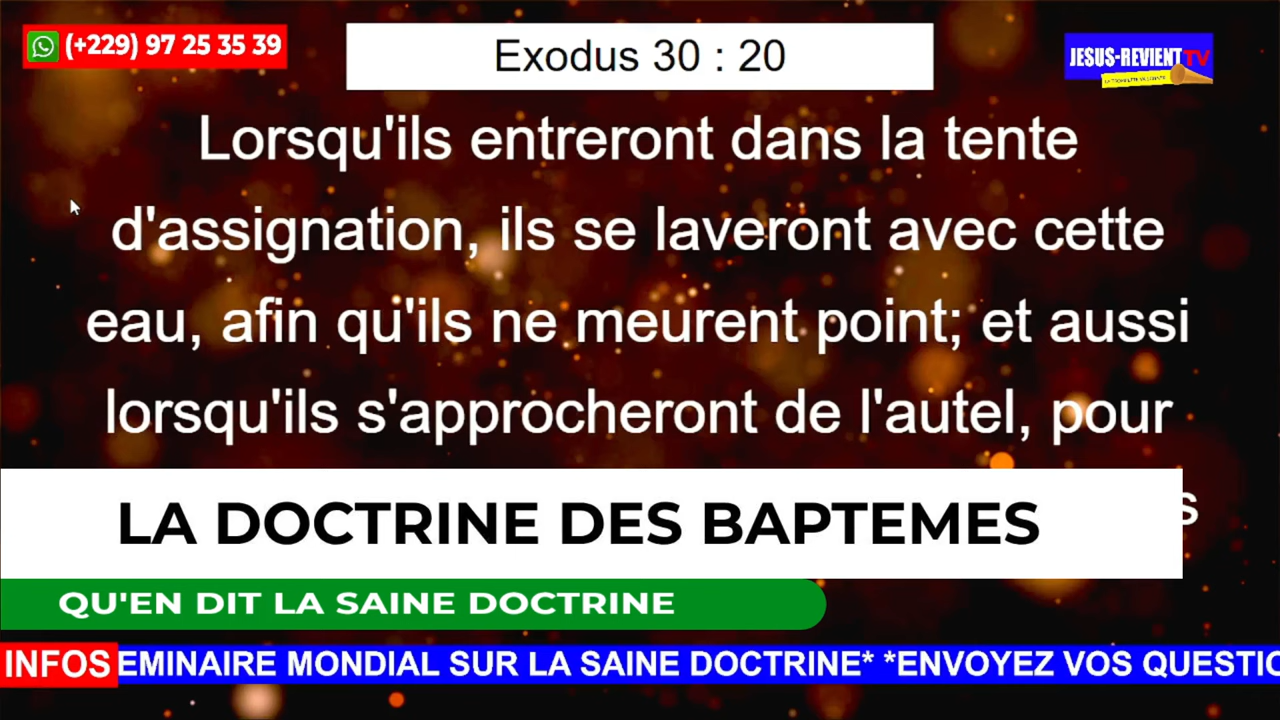 (+229) 97 25 35 39
Exodus 30 : 20
JESUS-REVIENT TV
Lorsqu'ils entreront dans la tente
d'assignation, ils se laveront avec cette
eau, afin qu'ils ne meurent point; et aussi
lorsqu'ils s'approcheront de l'autel, pour
s
LA DOCTRINE DES BAPTEMES
QU'EN DIT LA SAINE DOCTRINE
INFOS EMINAIRE MONDIAL SUR LA SAINE DOCTRINE* *ENVOYEZ VOS QUESTIO